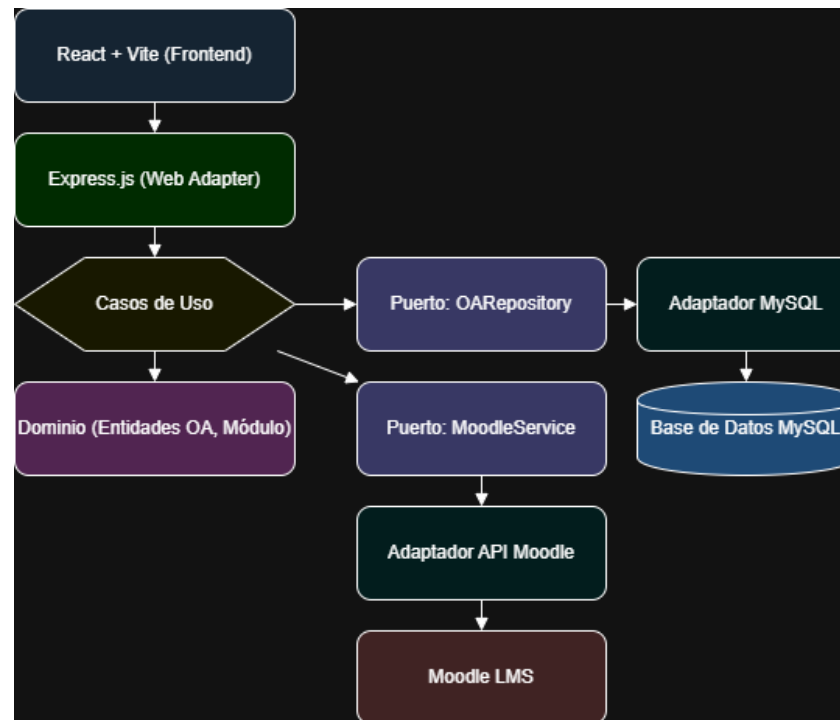 React + Vite (Frontend)
Express.js (Web Adapter)
Casos de Uso
Puerto: OARepository
Adaptador MySQL
Dominio (Entidades OA, Módulo)
Puerto: MoodleService
Base de Datos MySQL
Adaptador API Moodle
Moodle LMS